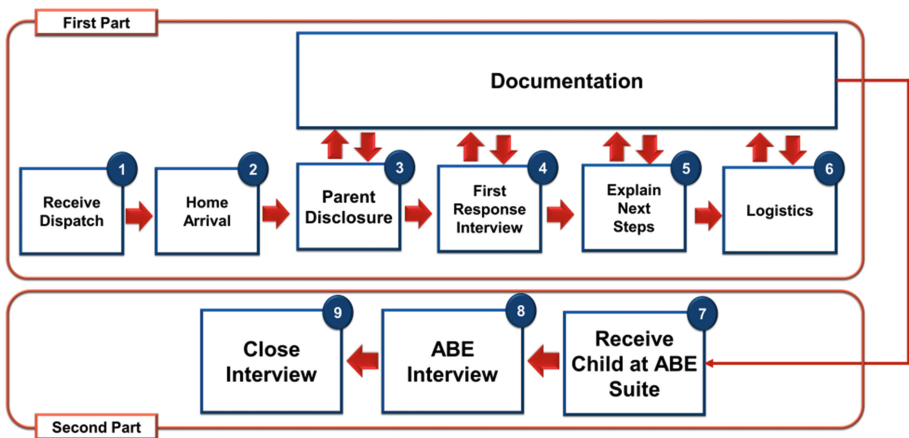 First Part
Documentation
1
Receive
Dispatch
2
Home
Arrival
3
Parent
Disclosure
4
First
Response
Interview
5
Explain
Next
Steps
6
Logistics
9
Close
Interview
8
ABE
Interview
7
Receive
Child at ABE
Suite
Second Part